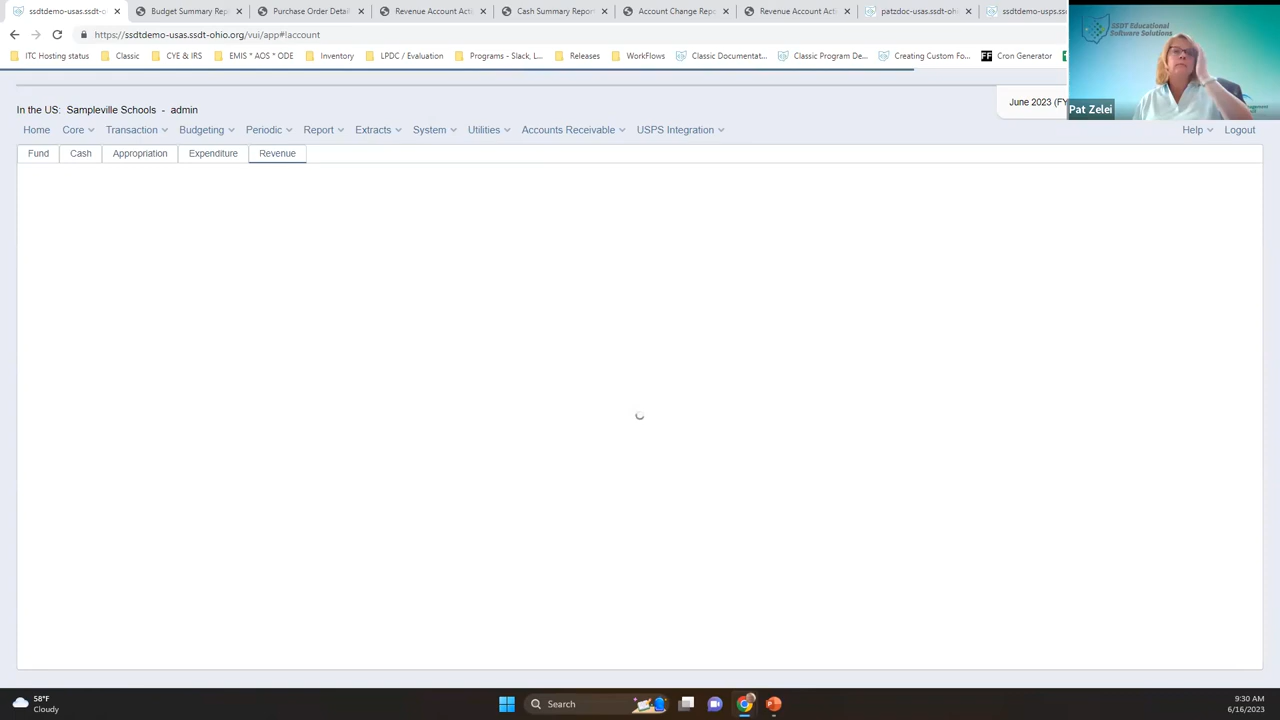 ssdtdemo-usas.ssdt-o
Budget Summary Rep
Purchase Order Detai
Revenue Account Acti
Cash Summary Report
Account Change Rep
Revenue Account Acti
patzdoc-usas.ssdt-oh
ssdtdemo-usps.ssd
https://ssdtdemo-usas.ssdt-ohio.org/vui/app#!account
ITC Hosting status
Classic
CYE & IRS
EMIS * AOS * ODE
Inventory
LPDC / Evaluation
Programs - Slack, L...
Releases
WorkFlows
Classic Documentat...
Classic Program De...
Creating Custom Fo...
FF Cron Generator
SSDT Educational
Software Solutions
Pat Zelei
In the US: Sampleville Schools - admin
June 2023 (FY
Home Core Transaction Budgeting Periodic Report Extracts System Utilities Accounts Receivable USPS Integration Help Logout
Fund Cash Appropriation Expenditure Revenue
58°F
Cloudy
Search
9:30 AM
6/16/2023